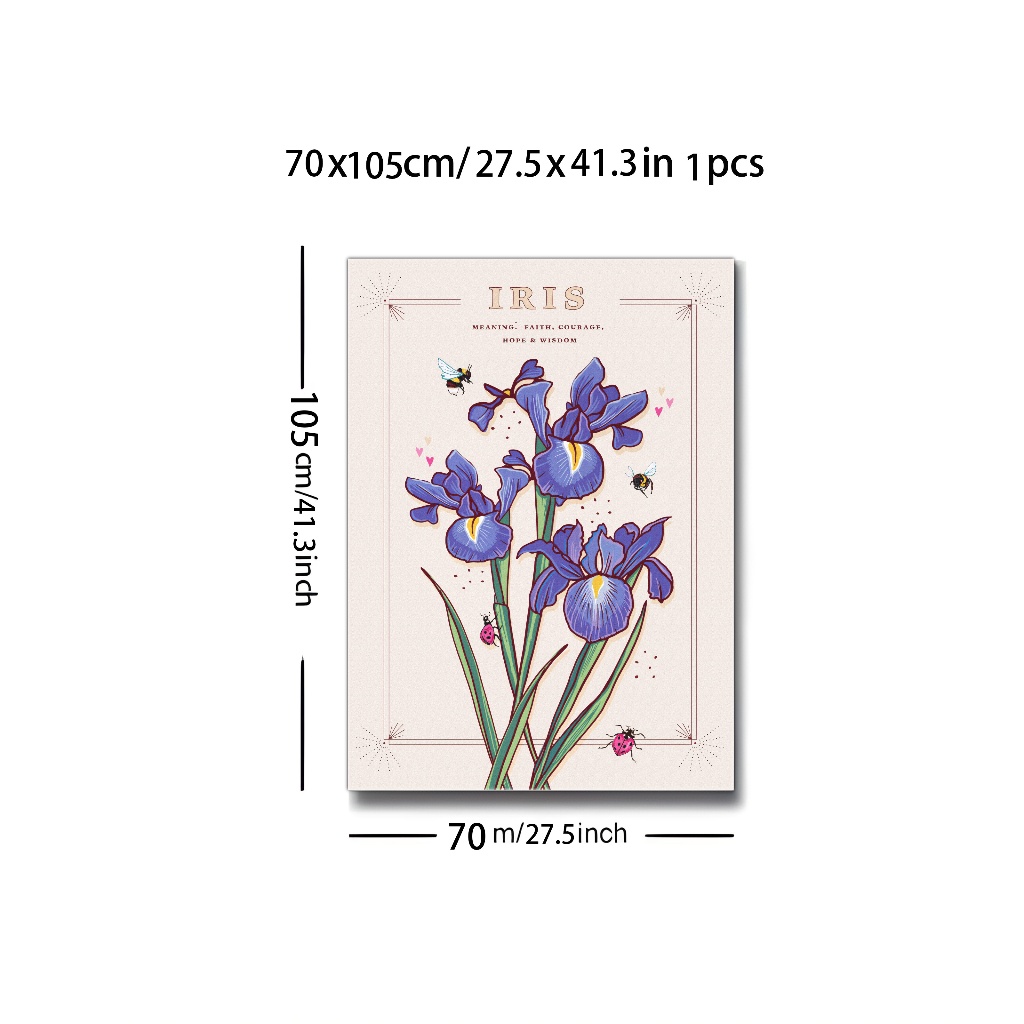 70x105cm/27.5x41.3in 1pcs
IRIS
MEANING: FAITH, COURAGE,
HOPE & WISDOM
105cm/41.3inch
70 m/27.5inch